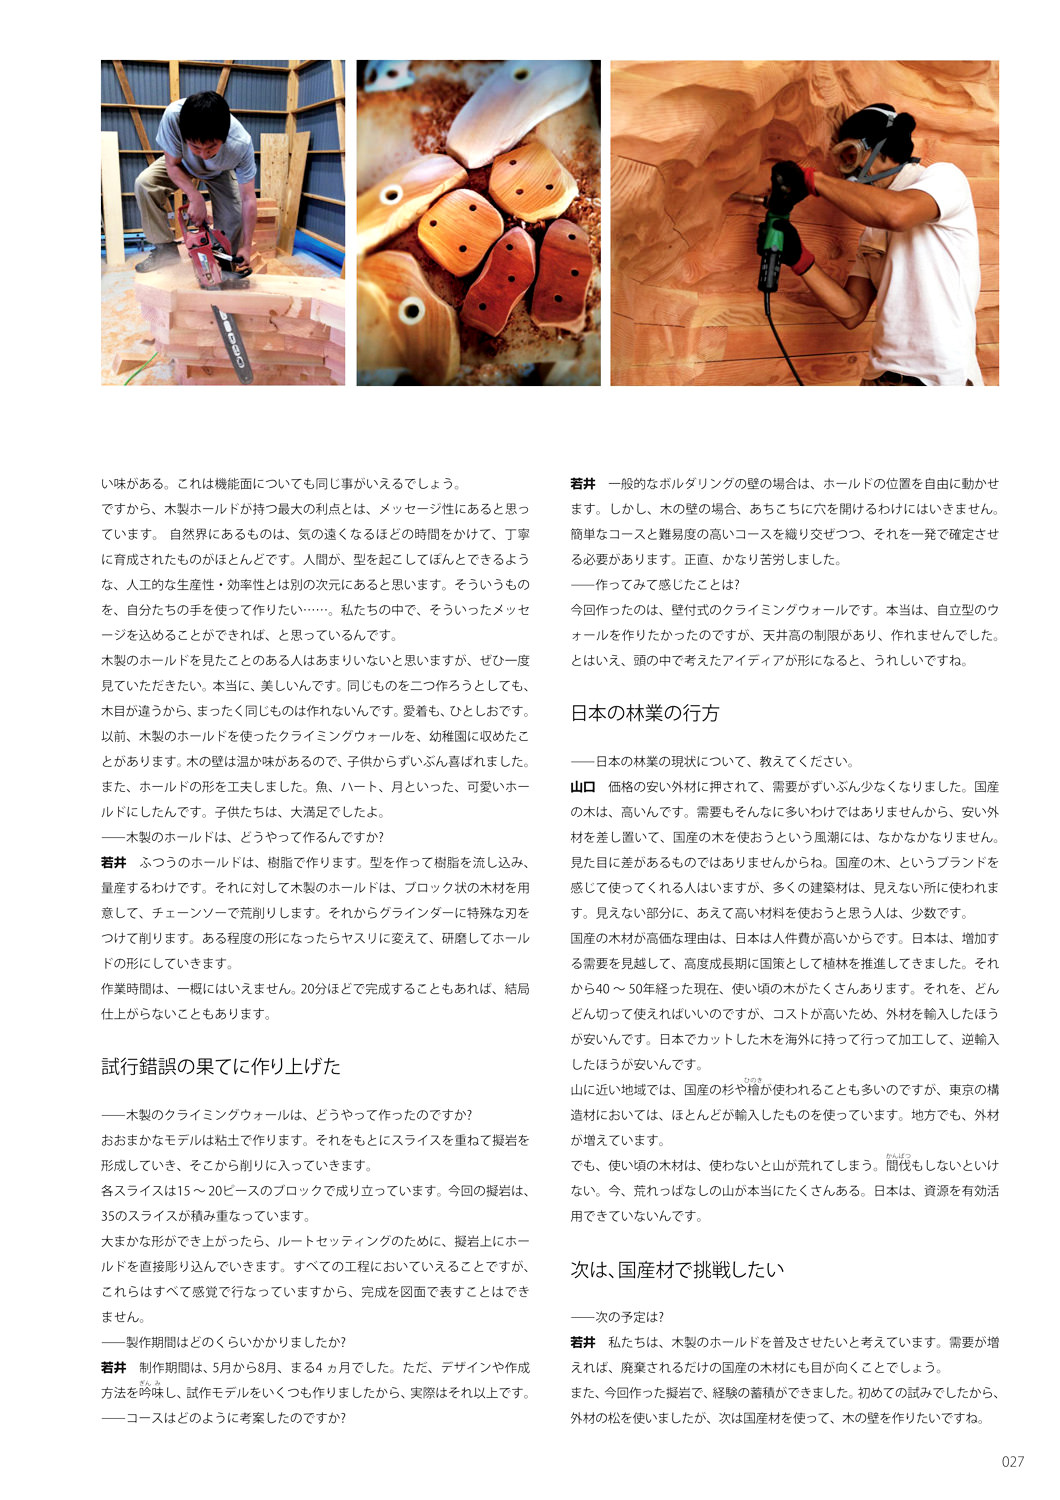 い味がある。これは機能面についても同じ事がいえるでしょう。
ですから、木製ホールドが持つ最大の利点とは、メッセージ性にあると思っ
ています。 自然界にあるものは、気の遠くなるほどの時間をかけて、丁寧
に育成されたものがほとんどです。人間が、型を起こしてぽんとできるよう
な、人工的な生産性・効率性とは別の次元にあると思います。そういうもの
を、自分たちの手を使って作りたい……。私たちの中で、そういったメッセ
ージを込めることができれば、と思っているんです。
木製のホールドを見たことのある人はあまりいないと思いますが、ぜひ一度
見ていただきたい。本当に、美しいんです。同じものを二つ作ろうとしても、
木目が違うから、まったく同じものは作れないんです。愛着も、ひとしおです。
以前、木製のホールドを使ったクライミングウォールを、幼稚園に収めたこ
とがあります。木の壁は温か味があるので、子供からずいぶん喜ばれました。
また、ホールドの形を工夫しました。魚、ハート、月といった、可愛いホー
ルドにしたんです。子供たちは、大満足でしたよ。
――木製のホールドは、どうやって作るんですか?
若井　ふつうのホールドは、樹脂で作ります。型を作って樹脂を流し込み、
量産するわけです。それに対して木製のホールドは、ブロック状の木材を用
意して、チェーンソーで荒削りします。それからグラインダーに特殊な刃を
つけて削ります。ある程度の形になったらヤスリに変えて、研磨してホール
ドの形にしていきます。
作業時間は、一概にはいえません。20分ほどで完成することもあれば、結局
仕上がらないこともあります。
試行錯誤の果てに作り上げた
――木製のクライミングウォールは、どうやって作ったのですか?
おおまかなモデルは粘土で作ります。それをもとにスライスを重ねて擬岩を
形成していき、そこから削りに入っていきます。
各スライスは15～20ピースのブロックで成り立っています。今回の擬岩は、
35のスライスが積み重なっています。
大まかな形ができ上がったら、ルートセッティングのために、擬岩上にホー
ルドを直接彫り込んでいきます。すべての工程においていえることですが、
これらはすべて感覚で行なっていますから、完成を図面で表すことはでき
ません。
――製作期間はどのくらいかかりましたか?
若井　制作期間は、5月から8月、まる4ヵ月でした。ただ、デザインや作成
ぎんみ
方法を吟味し、試作モデルをいくつも作りましたから、実際はそれ以上です。
――コースはどのように考案したのですか?
若井　一般的なボルダリングの壁の場合は、ホールドの位置を自由に動かせ
ます。しかし、木の壁の場合、あちこちに穴を開けるわけにはいきません。
簡単なコースと難易度の高いコースを織り交ぜつつ、それを一発で確定させ
る必要があります。正直、かなり苦労しました。
――作ってみて感じたことは?
今回作ったのは、壁付式のクライミングウォールです。本当は、自立型のウ
ォールを作りたかったのですが、天井高の制限があり、作れませんでした。
とはいえ、頭の中で考えたアイディアが形になると、うれしいですね。
日本の林業の行方
――日本の林業の現状について、教えてください。
山口　価格の安い外材に押されて、需要がずいぶん少なくなりました。国産
の木は、高いんです。需要もそんなに多いわけではありませんから、安い外
材を差し置いて、国産の木を使おうという風潮には、なかなかなりません。
見た目に差があるものではありませんからね。国産の木、というブランドを
感じて使ってくれる人はいますが、多くの建築材は、見えない所に使われま
す。見えない部分に、あえて高い材料を使おうと思う人は、少数です。
国産の木材が高価な理由は、日本は人件費が高いからです。日本は、増加す
る需要を見越して、高度成長期に国策として植林を推進してきました。それ
から40～50年経った現在、使い頃の木がたくさんあります。それを、どん
どん切って使えればいいのですが、コストが高いため、外材を輸入したほう
が安いんです。日本でカットした木を海外に持って行って加工して、逆輸入
したほうが安いんです。
ひのき
山に近い地域では、国産の杉や檜が使われることも多いのですが、東京の構
造材においては、ほとんどが輸入したものを使っています。地方でも、外材
が増えています。
かんばつ
でも、使い頃の木材は、使わないと山が荒れてしまう。間伐もしないといけ
ない。今、荒れっぱなしの山が本当にたくさんある。日本は、資源を有効活
用できていないんです。
次は、国産材で挑戦したい
――次の予定は?
若井　私たちは、木製のホールドを普及させたいと考えています。需要が増
えれば、廃棄されるだけの国産の木材にも目が向くことでしょう。
また、今回作った擬岩で、経験の蓄積ができました。初めての試みでしたから、
外材の松を使いましたが、次は国産材を使って、木の壁を作りたいですね。
027